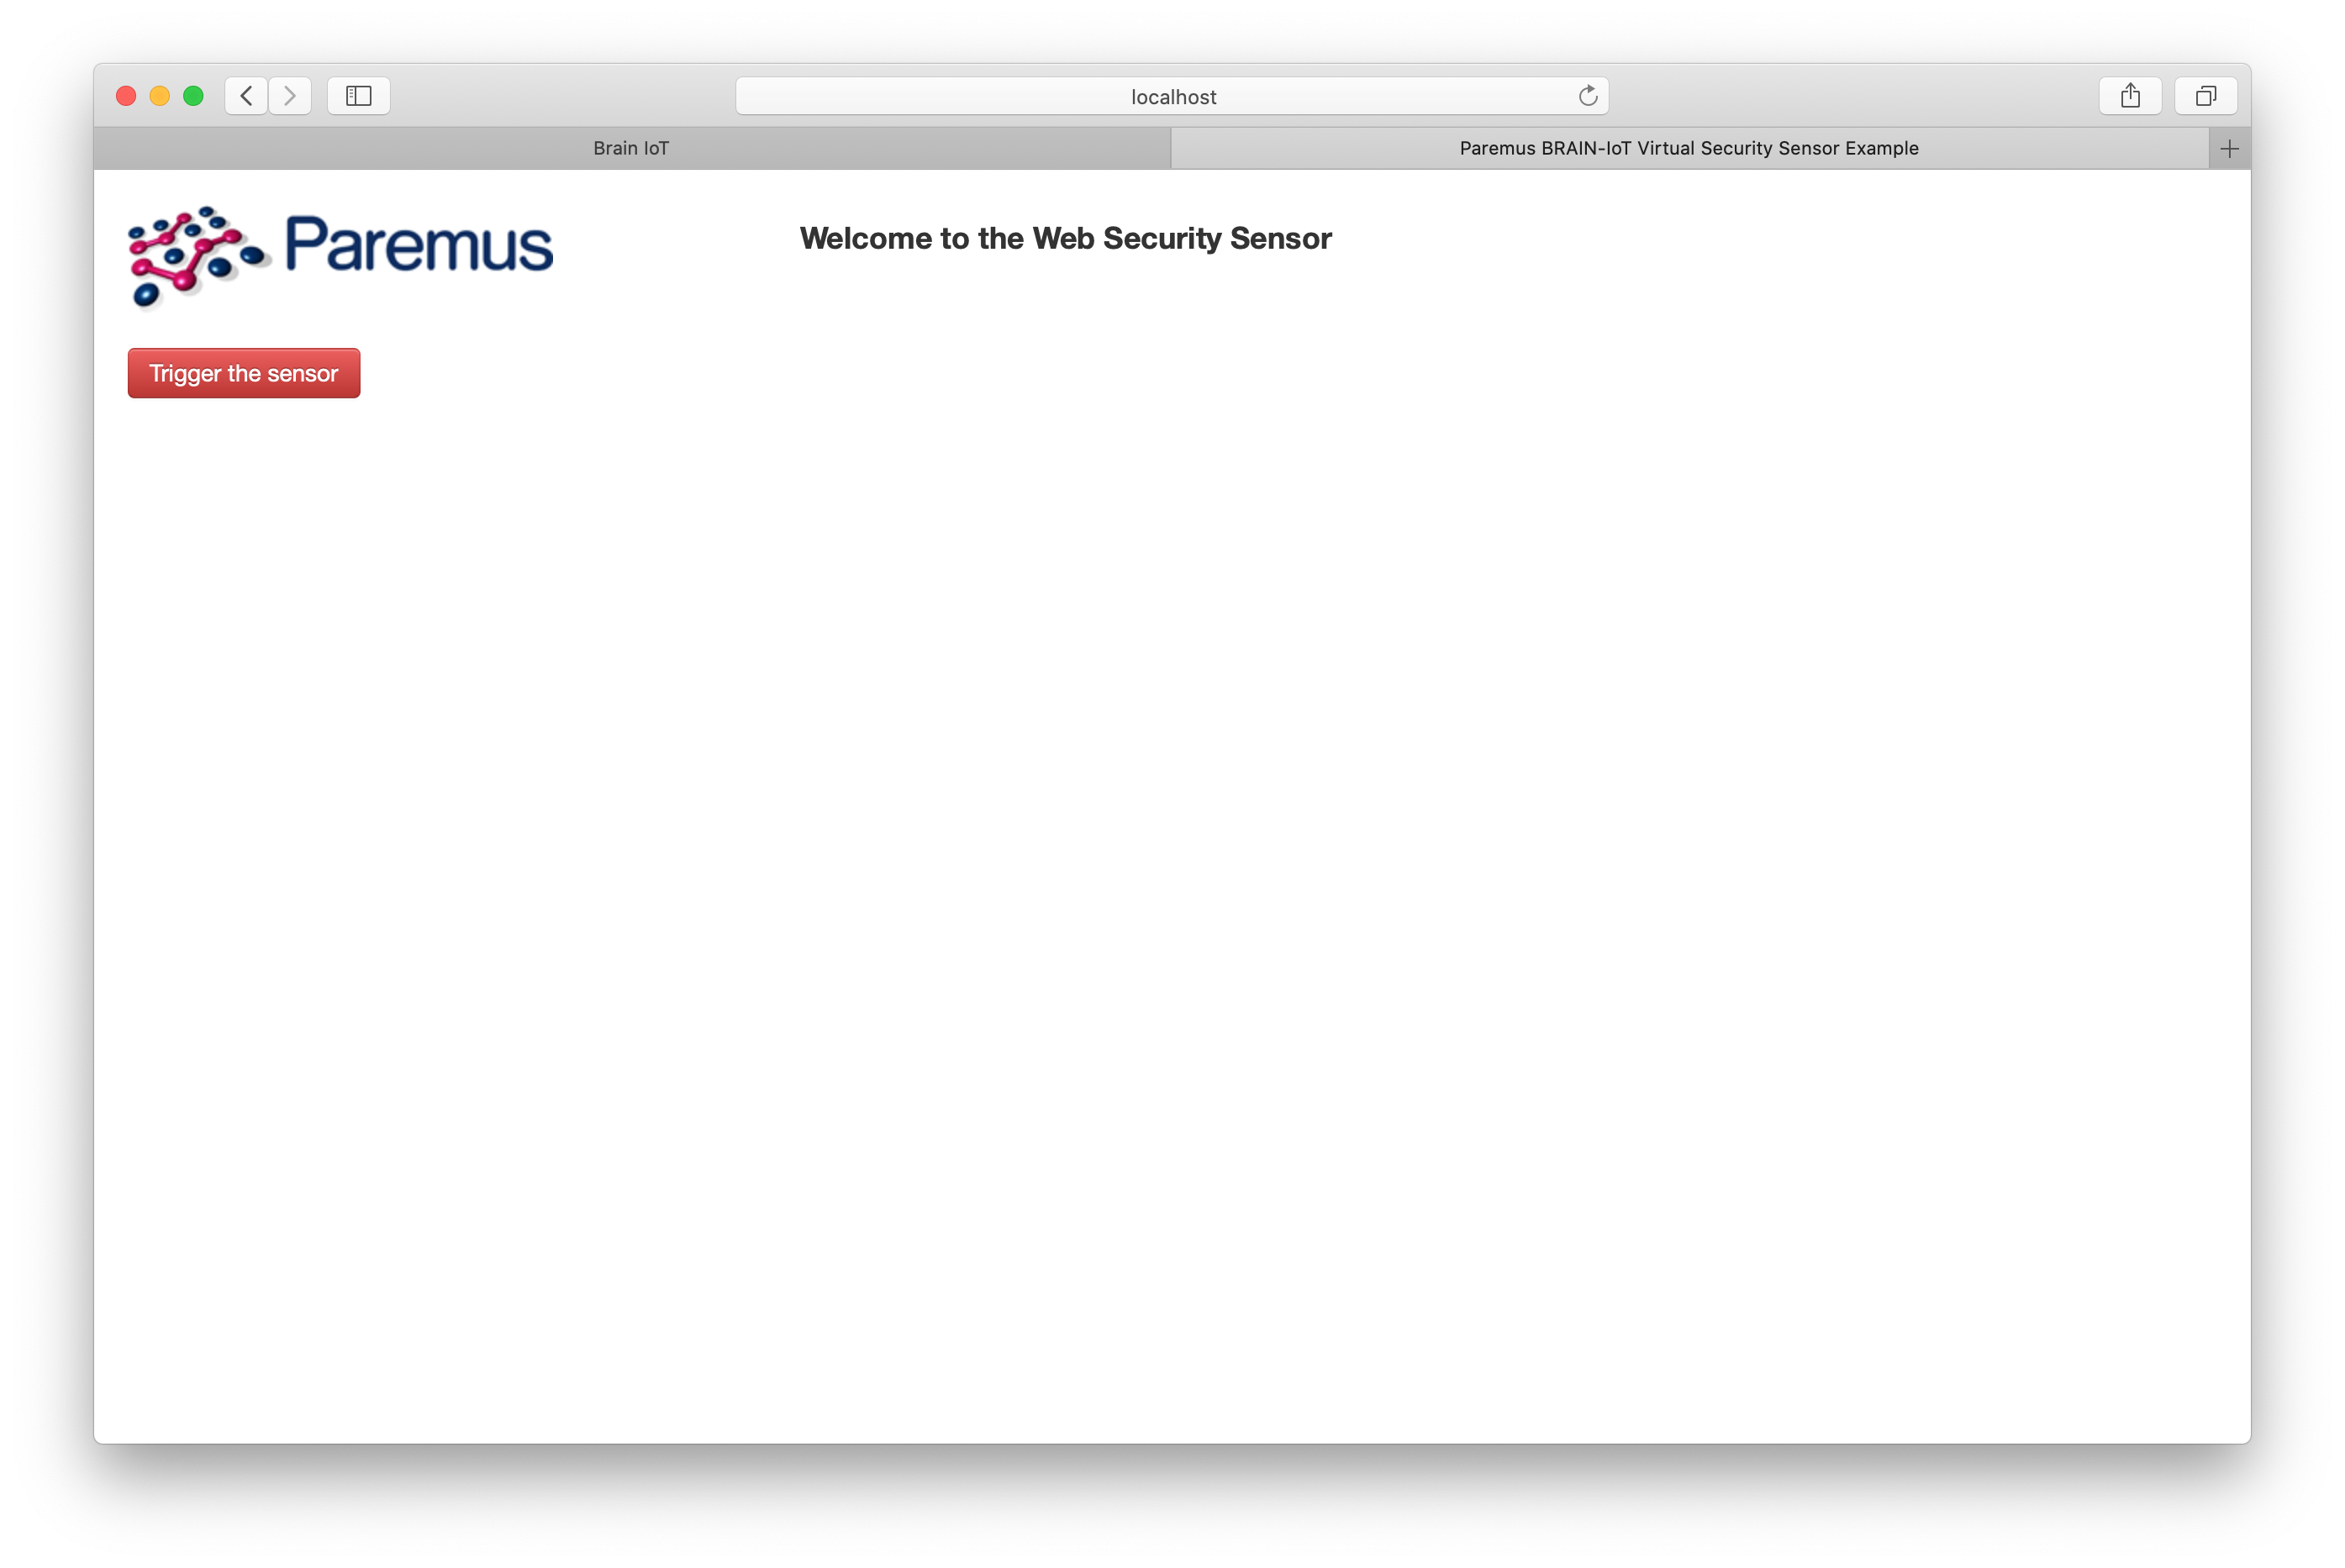 localhost
Brain IoT
Paremus BRAIN-IoT Virtual Security Sensor Example
Paremus
Welcome to the Web Security Sensor
Trigger the sensor